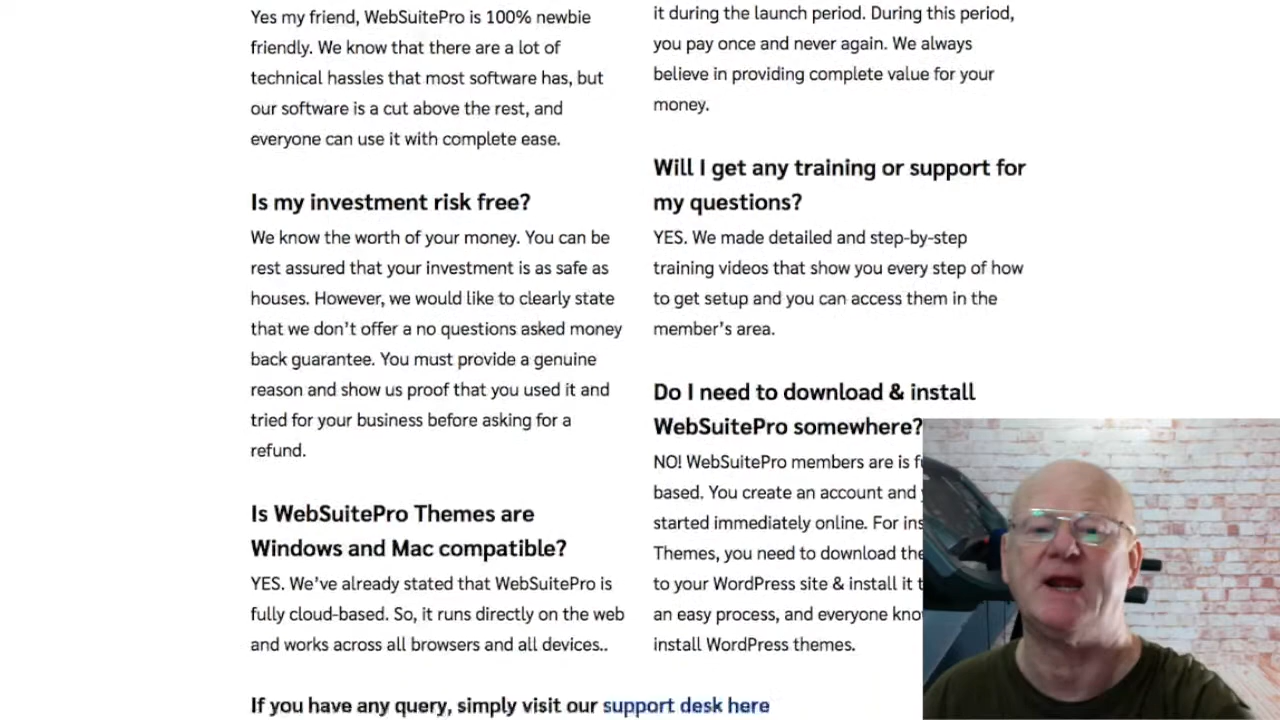 Yes my friend, WebSuitePro is 100% newbie
friendly. We know that there are a lot of
technical hassles that most software has, but
our software is a cut above the rest, and
everyone can use it with complete ease.
Is my investment risk free?
We know the worth of your money. You can be
rest assured that your investment is as safe as
houses. However, we would like to clearly state
that we don't offer a no questions asked money
back guarantee. You must provide a genuine
reason and show us proof that you used it and
tried for your business before asking for a
refund.
Is WebSuitePro Themes are
Windows and Mac compatible?
YES. We've already stated that WebSuitePro is
fully cloud-based. So, it runs directly on the web
and works across all browsers and all devices..
it during the launch period. During this period,
you pay once and never again. We always
believe in providing complete value for your
money.
Will I get any training or support for
my questions?
YES. We made detailed and step-by-step
training videos that show you every step of how
to get setup and you can access them in the
member's area.
Do I need to download & install
WebSuitePro somewhere?
NO! WebSuitePro members are is
based. You create an account and
started immediately online. For
Themes, you need to download
to your WordPress site & install it
an easy process, and everyone
install WordPress themes.
If you have any query, simply visit our support desk here